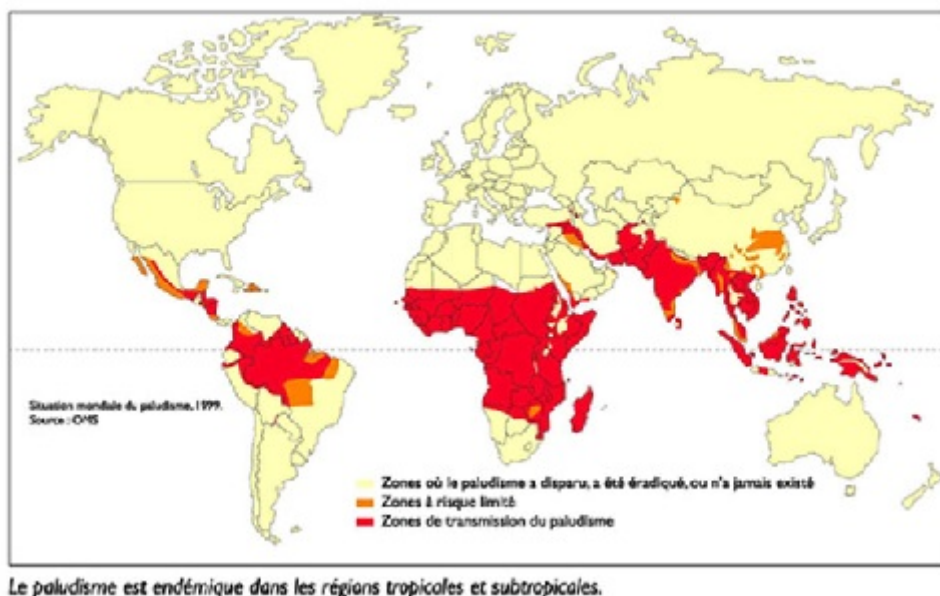 Situation mondiale du paludisme, 1999.
Source : OMS
Zones où le paludisme a disparu, a été éradiqué, ou n'a jamais existé
Zones à risque limité
Zones de transmission du paludisme
Le paludisme est endémique dans les régions tropicales et subtropicales.